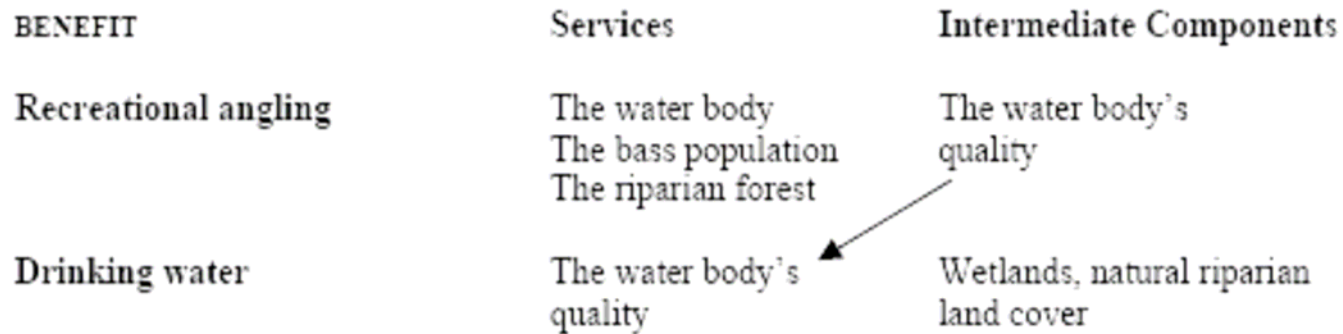 BENEFIT Services Intermediate Components
Recreational angling The water body The water body's
The bass population quality
The riparian forest
Drinking water The water body's Wetlands, natural riparian
quality land cover